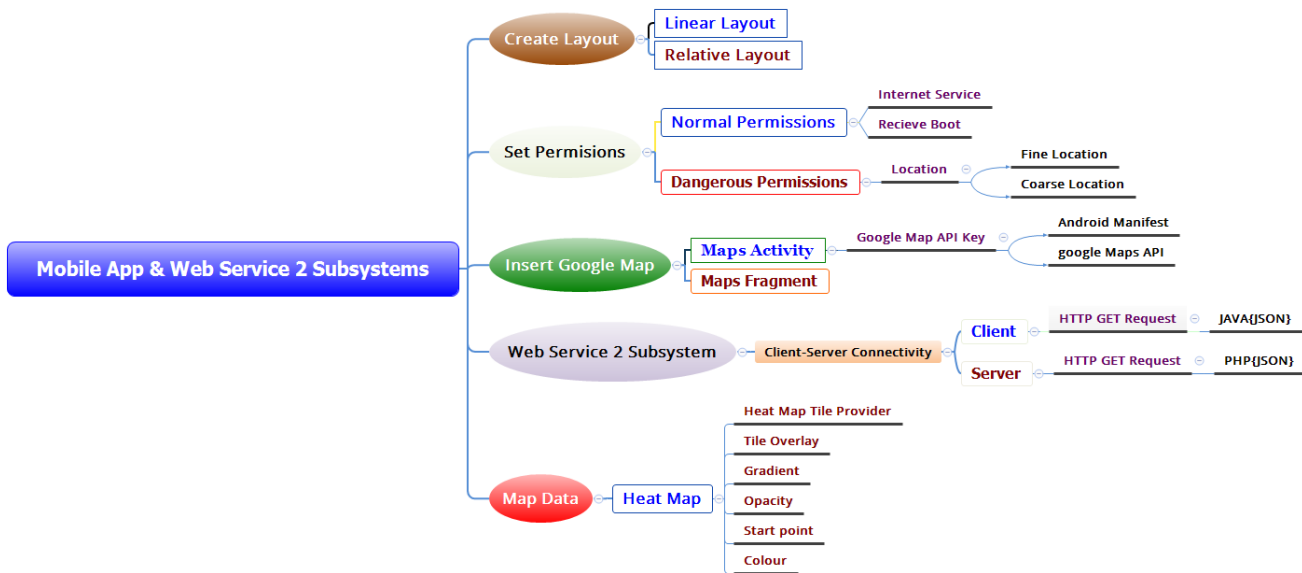 Mobile App & Web Service 2 Subsystems
Create Layout
Linear Layout
Relative Layout
Set Permisions
Normal Permissions
Internet Service
Recieve Boot
Dangerous Permissions
Location
Fine Location
Coarse Location
Insert Google Map
Maps Activity
Google Map API Key
Android Manifest
google Maps API
Maps Fragment
Web Service 2 Subsystem
Client-Server Connectivity
Client
HTTP GET Request
JAVA{JSON}
Server
HTTP GET Request
PHP{JSON}
Map Data
Heat Map
Heat Map Tile Provider
Tile Overlay
Gradient
Opacity
Start point
Colour